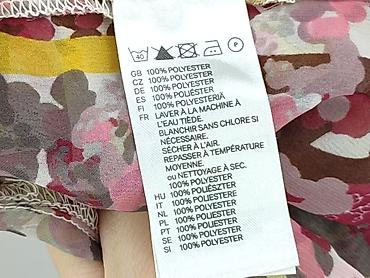 40
P
GB 100% POLYESTER
CZ 100% POLYESTER
DE 100% POLYESTER
ES 100% POLIÉSTER
FI 100% POLYESTERIÄ
FR LAVER À LA MACHINE À
L'EAU TIÈDE.
BLANCHIR SANS CHLORE SI
NÉCESSAIRE.
SÉCHER À L'AIR.
REPASSER À TEMPÉRATURE
MOYENNE.
ou NETTOYAGE À SEC.
100% POLYESTER
HU 100% POLIÉSZTER
IT 100% POLIESTERE
NL 100% POLYESTER
PL 100% POLIESTER
PT 100% POLIÉSTER
SE 100% POLYESTER
SI 100% POLYESTER